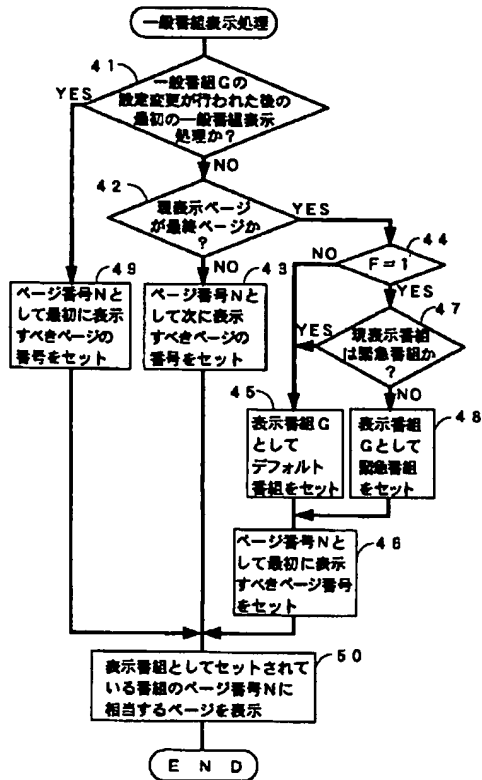 一般番組表示処理
41
一般番組Gの
設定変更が行われた後の
最初の一般番組表示
処理か?
YES
NO
42
現表示ページ
が最終ページか
?
YES
NO
44
F=1
NO
YES
47
現表示番組
は緊急番組か
?
YES
NO
49
ページ番号Nと
して最初に表示
すべきページの
番号をセット
43
ページ番号Nと
して次に表示
すべきページの
番号をセット
45
表示番組G
として
デフォルト
番組をセット
48
表示番組
Gとして
緊急番組
をセット
46
ページ番号Nと
して最初に表示
すべきページ番号
をセット
50
表示番組としてセットされて
いる番組のページ番号Nに
相当するページを表示
END